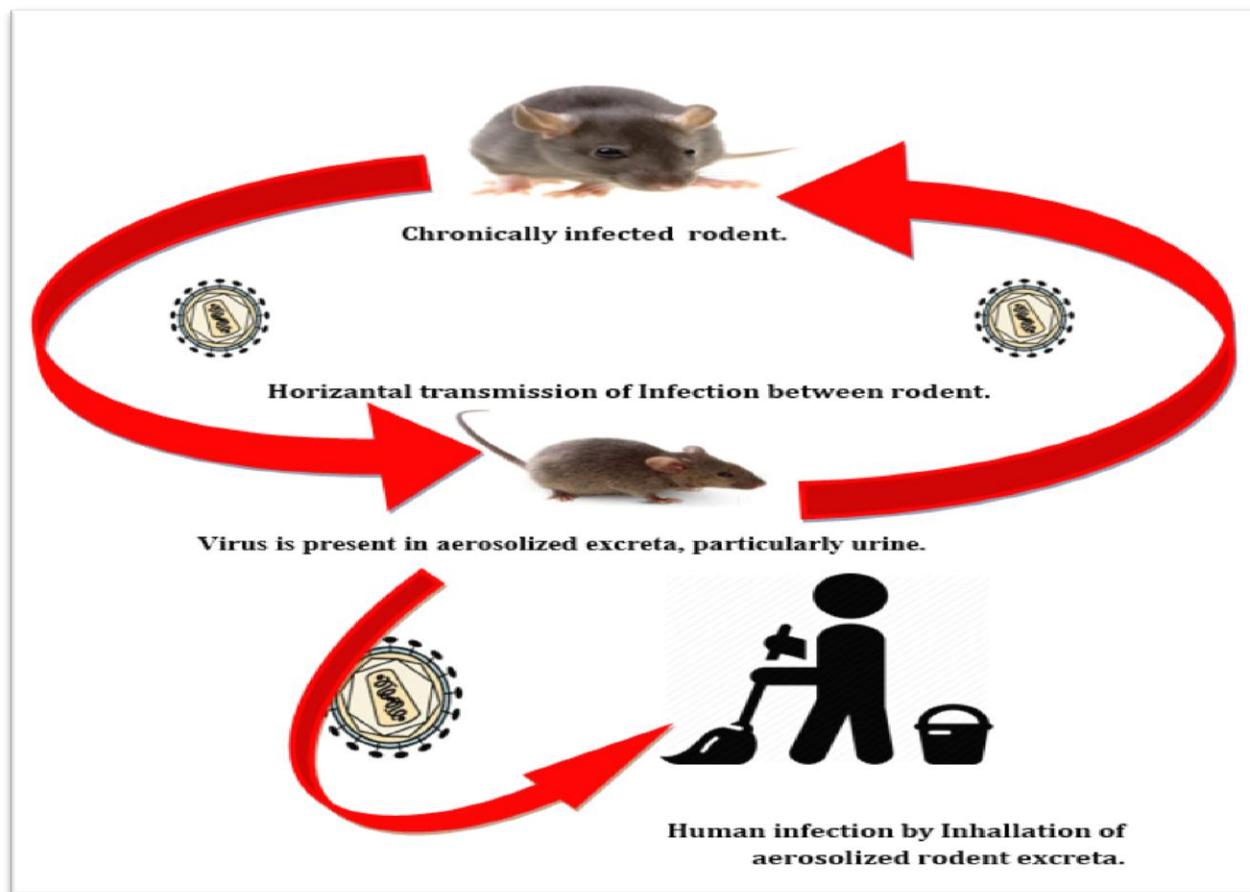 Chronically infected rodent.
Horizantal transmission of Infection between rodent.
Virus is present in aerosolized excreta, particularly urine.
Human infection by Inhallation of
aerosolized rodent excreta.